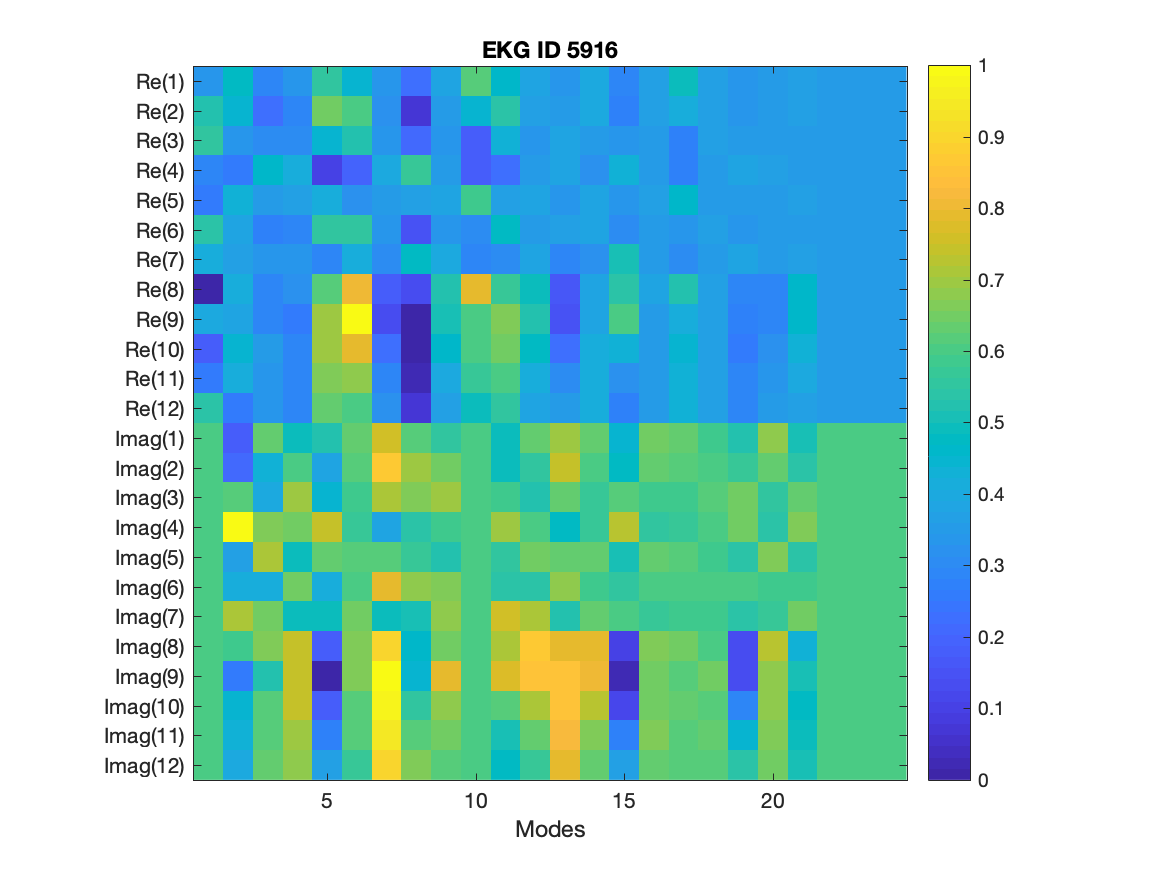 EKG ID 5916
Re(1)
Re(2)
Re(3)
Re(4)
Re(5)
Re(6)
Re(7)
Re(8)
Re(9)
Re(10)
Re(11)
Re(12)
Imag(1)
Imag(2)
Imag(3)
Imag(4)
Imag(5)
Imag(6)
Imag(7)
Imag(8)
Imag(9)
Imag(10)
Imag(11)
Imag(12)
5 10 15 20
Modes
1
0.9
0.8
0.7
0.6
0.5
0.4
0.3
0.2
0.1
0